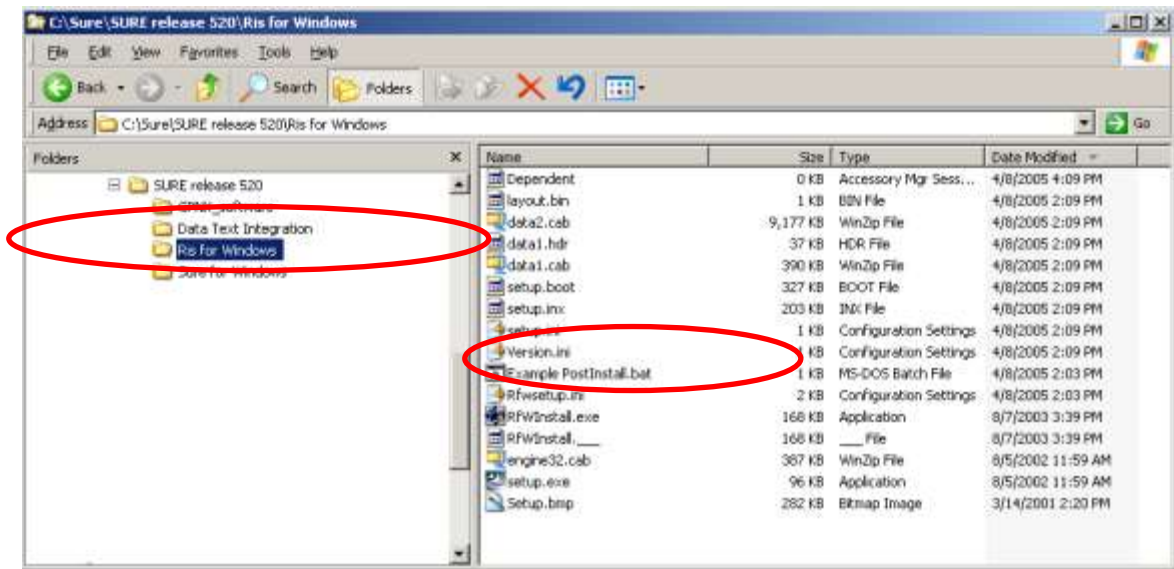 C:\Sure\SURE release 520\Ris for Windows
File Edit View Favorites Tools Help
Back Search Folders
Address C:\Sure\SURE release 520\Ris for Windows Go
Folders
SURE release 520
Data Text Integration
Ris for Windows
Sure for Windows
Name Size Type Date Modified
Dependent 0 KB Accessory Mgr Sess... 4/8/2005 4:09 PM
layout.bin 1 KB BIN File 4/8/2005 2:09 PM
data2.cab 9,177 KB WinZip File 4/8/2005 2:09 PM
data1.hdr 37 KB HDR File 4/8/2005 2:09 PM
data1.cab 390 KB WinZip File 4/8/2005 2:09 PM
setup.boot 327 KB BOOT File 4/8/2005 2:09 PM
setup.inx 203 KB INX File 4/8/2005 2:09 PM
setup.ini 1 KB Configuration Settings 4/8/2005 2:09 PM
Version.ini 1 KB Configuration Settings 4/8/2005 2:09 PM
Example PostInstall.bat 1 KB MS-DOS Batch File 4/8/2005 2:03 PM
Rfwsetup.ini 2 KB Configuration Settings 4/8/2005 2:03 PM
RFWInstall.exe 168 KB Application 8/7/2003 3:39 PM
RFWInstall.___ 168 KB ___ File 8/7/2003 3:39 PM
engine32.cab 387 KB WinZip File 8/5/2002 11:59 AM
setup.exe 96 KB Application 8/5/2002 11:59 AM
Setup.bmp 282 KB Bitmap Image 3/14/2001 2:20 PM